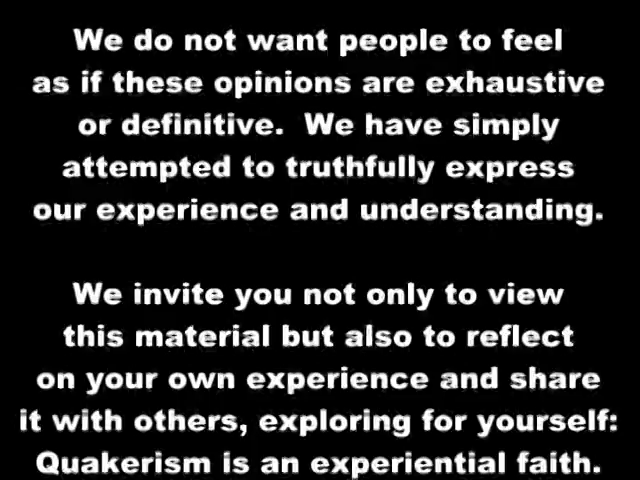 We do not want people to feel
as if these opinions are exhaustive
or definitive.  We have simply
attempted to truthfully express
our experience and understanding.
We invite you not only to view
this material but also to reflect
on your own experience and share
it with others, exploring for yourself:
Quakerism is an experiential faith.